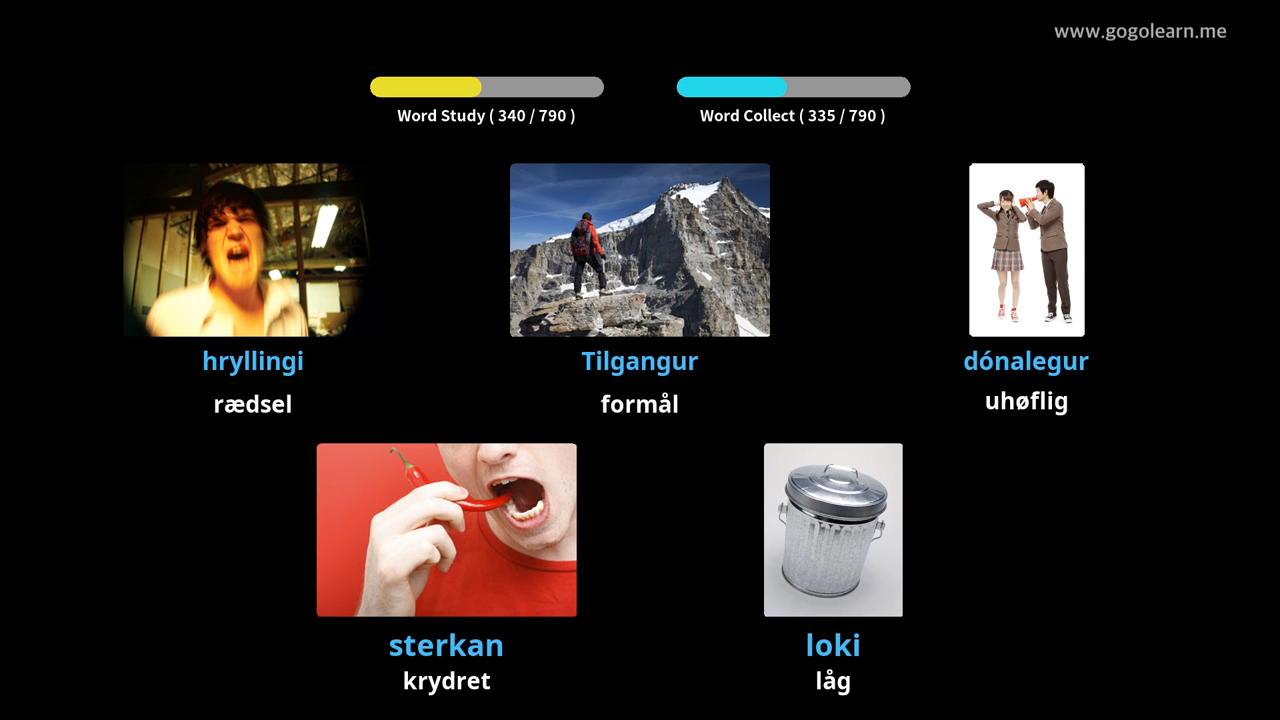 www.gogolearn.me
Word Study ( 340 / 790 )
Word Collect ( 335 / 790 )
hryllingi
rædsel
Tilgangur
formål
dónalegur
uhøflig
sterkan
krydret
loki
låg